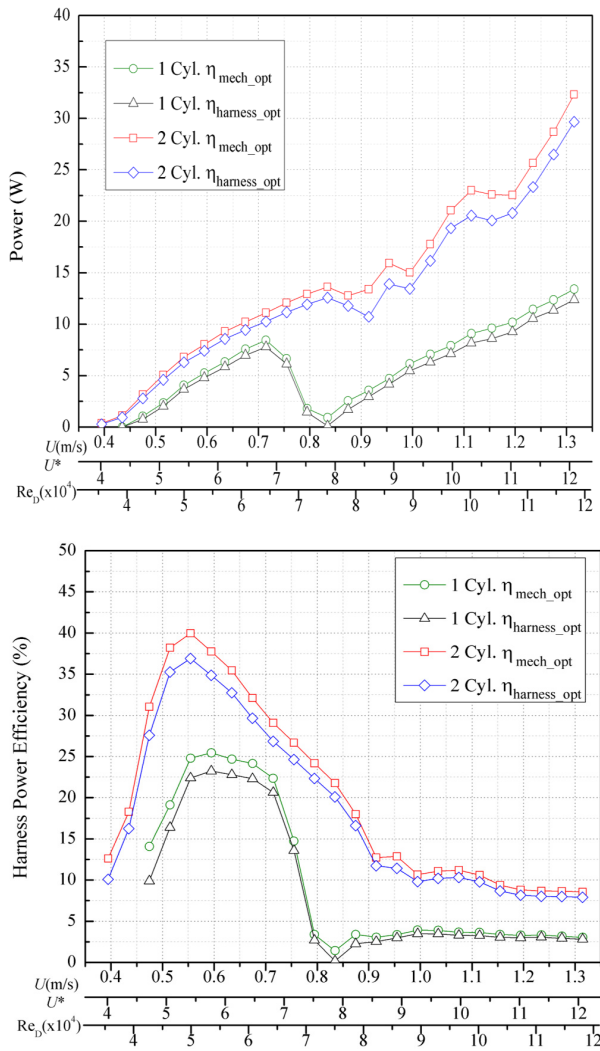 40
35
30
25
20
15
10
5
0
Power (W)
1 Cyl. ηmech_opt
1 Cyl. ηharness_opt
2 Cyl. ηmech_opt
2 Cyl. ηharness_opt
U(m/s) 0.4 0.5 0.6 0.7 0.8 0.9 1.0 1.1 1.2 1.3
U* 4 5 6 7 8 9 10 11 12
ReD(x10⁴) 4 5 6 7 8 9 10 11 12
50
45
40
35
30
25
20
15
10
5
0
Harness Power Efficiency (%)
1 Cyl. ηmech_opt
1 Cyl. ηharness_opt
2 Cyl. ηmech_opt
2 Cyl. ηharness_opt
U(m/s) 0.4 0.5 0.6 0.7 0.8 0.9 1.0 1.1 1.2 1.3
U* 4 5 6 7 8 9 10 11 12
ReD(x10⁴) 4 5 6 7 8 9 10 11 12